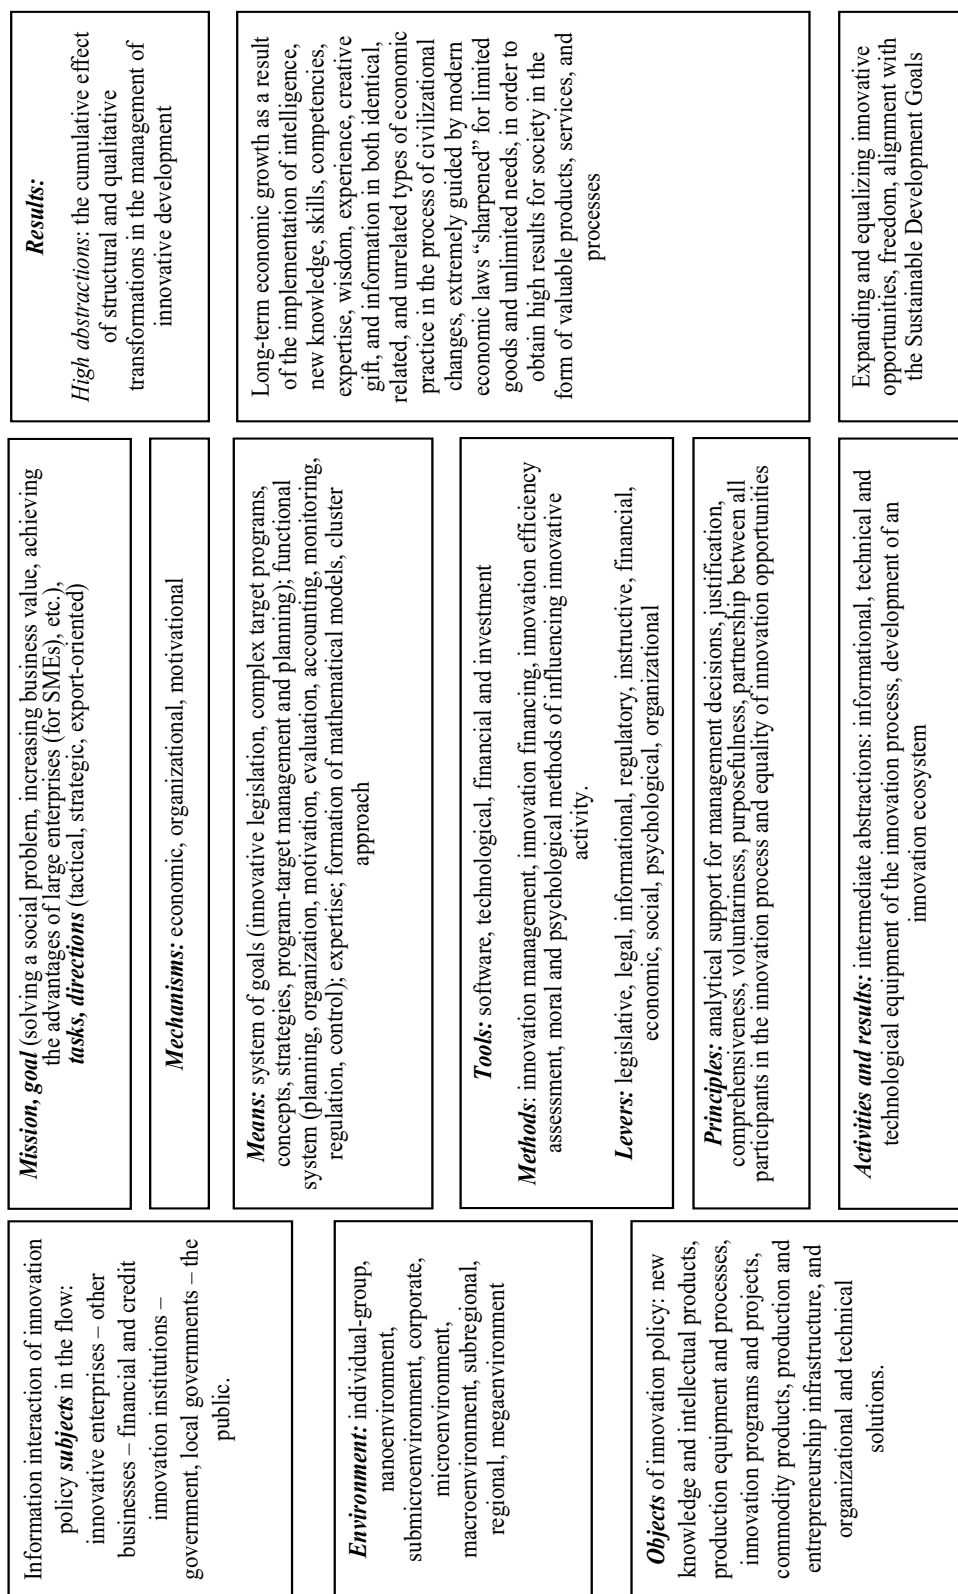 Information interaction of innovation
policy subjects in the flow:
innovative enterprises – other
businesses – financial and credit
innovation institutions –
government, local governments – the
public.
Environment: individual-group,
nanoenvironment,
submicroenvironment, corporate,
microenvironment,
macroenvironment, subregional,
regional, megaenvironment
Objects of innovation policy: new
knowledge and intellectual products,
production equipment and processes,
innovation programs and projects,
commodity products, production and
entrepreneurship infrastructure, and
organizational and technical
solutions.
Mission, goal (solving a social problem, increasing business value, achieving
the advantages of large enterprises (for SMEs), etc.),
tasks, directions (tactical, strategic, export-oriented)
Mechanisms: economic, organizational, motivational
Means: system of goals (innovative legislation, complex target programs,
concepts, strategies, program-target management and planning); functional
system (planning, organization, motivation, evaluation, accounting, monitoring,
regulation, control); expertise; formation of mathematical models, cluster
approach
Tools: software, technological, financial and investment
Methods: innovation management, innovation financing, innovation efficiency
assessment, moral and psychological methods of influencing innovative
activity.
Levers: legislative, legal, informational, regulatory, instructive, financial,
economic, social, psychological, organizational
Principles: analytical support for management decisions, justification,
comprehensiveness, voluntariness, purposefulness, partnership between all
participants in the innovation process and equality of innovation opportunities
Activities and results: intermediate abstractions: informational, technical and
technological equipment of the innovation process, development of an
innovation ecosystem
Results:
High abstractions: the cumulative effect
of structural and qualitative
transformations in the management of
innovative development
Long-term economic growth as a result
of the implementation of intelligence,
new knowledge, skills, competencies,
expertise, wisdom, experience, creative
gift, and information in both identical,
related, and unrelated types of economic
practice in the process of civilizational
changes, extremely guided by modern
economic laws “sharpened” for limited
goods and unlimited needs, in order to
obtain high results for society in the
form of valuable products, services, and
processes
Expanding and equalizing innovative
opportunities, freedom, alignment with
the Sustainable Development Goals